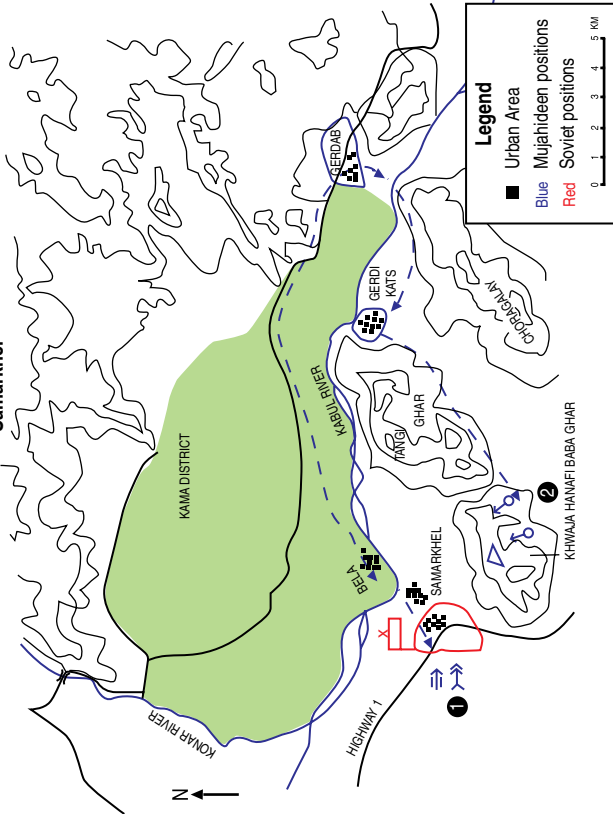 Samarkhel
KAMA DISTRICT
KONAR RIVER
KABUL RIVER
GERDAB
GERDI
KATS
BELA
TANGI
GHAR
CHORAGALAY
SAMARKHEL
HIGHWAY 1
KHWAJA HANAFI BABA GHAR
N
X
1
2
Legend
Urban Area
Blue Mujahideen positions
Red Soviet positions
0 1 2 3 4 5 KM